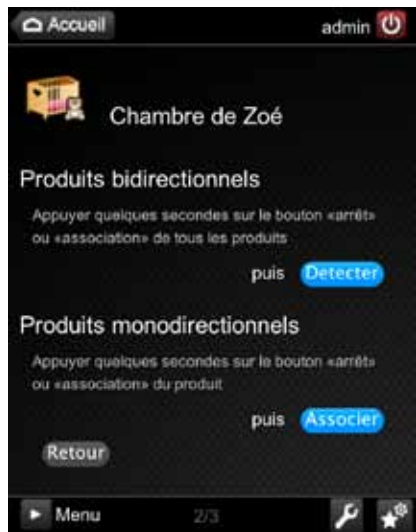 Accueil
admin
Chambre de Zoé
Produits bidirectionnels
Appuyer quelques secondes sur le bouton «arrêt»
ou «association» de tous les produits
puis Detecter
Produits monodirectionnels
Appuyer quelques secondes sur le bouton «arrêt»
ou «association» du produit
puis Associer
Retour
Menu 2/3